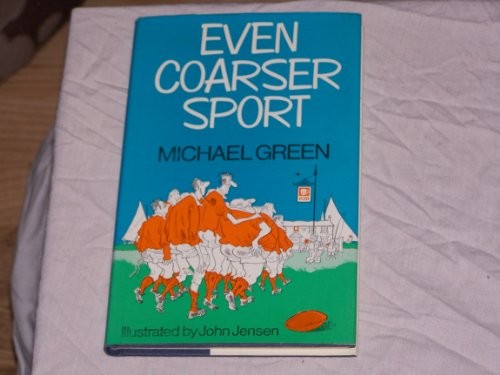 EVEN
COARSER
SPORT
MICHAEL GREEN
Illustrated by John Jensen